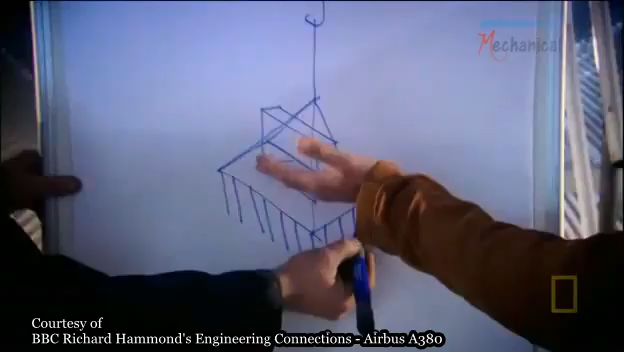 Mechanical
Courtesy of
BBC Richard Hammond's Engineering Connections - Airbus A380